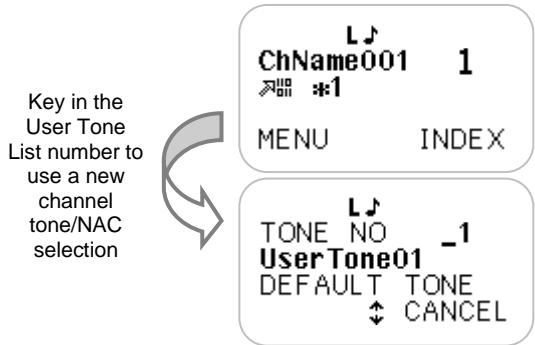 Key in the
User Tone
List number to
use a new
channel
tone/NAC
selection
L♪
ChName001 1
*1
MENU INDEX
L♪
TONE NO _1
UserTone01
DEFAULT TONE
↕ CANCEL